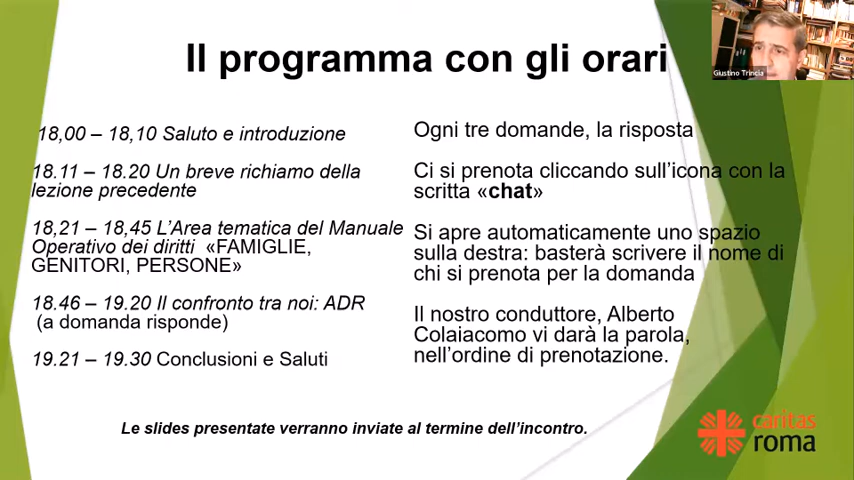 Il programma con gli orari
Giustino Trincia
18,00 – 18,10 Saluto e introduzione
18.11 – 18.20 Un breve richiamo della
lezione precedente
18,21 – 18,45 L'Area tematica del Manuale
Operativo dei diritti «FAMIGLIE,
GENITORI, PERSONE»
18.46 – 19.20 Il confronto tra noi: ADR
(a domanda risponde)
19.21 – 19.30 Conclusioni e Saluti
Ogni tre domande, la risposta
Ci si prenota cliccando sull'icona con la
scritta «chat»
Si apre automaticamente uno spazio
sulla destra: basterà scrivere il nome di
chi si prenota per la domanda
Il nostro conduttore, Alberto
Colaiacomo vi darà la parola,
nell'ordine di prenotazione.
Le slides presentate verranno inviate al termine dell'incontro.
caritas
roma